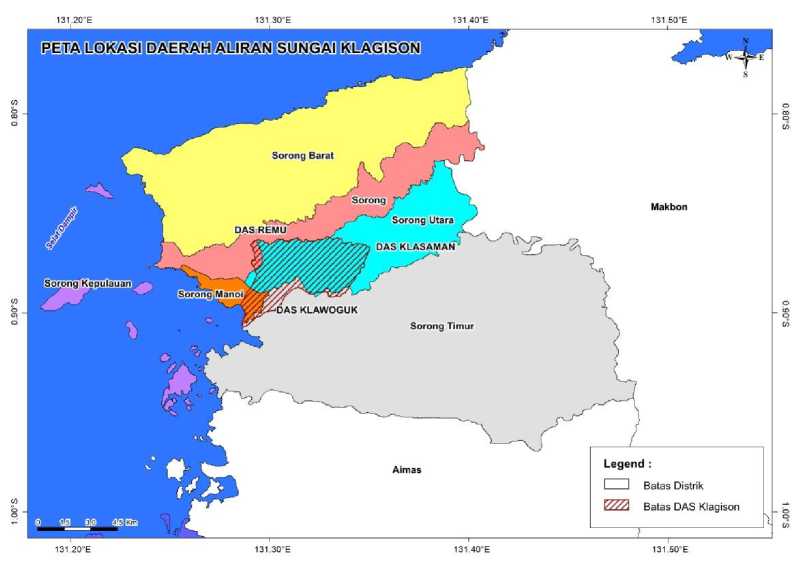 131.20°E 131.30°E 131.40°E 131.50°E
PETA LOKASI DAERAH ALIRAN SUNGAI KLAGISON
N
W E
S
0.80°S 0.80°S
Sorong Barat
Sorong
Makbon
Selat Dampir
Sorong Utara
DAS REMU
DAS KLASAMAN
Sorong Kepulauan
Sorong Manoi
DAS KLAWOGUK
0.90°S 0.90°S
Sorong Timur
Legend :
Aimas
Batas Distrik
Batas DAS Klagison
1.00°S 1.00°S
0 1.5 3.0 4.5 Km
131.20°E 131.30°E 131.40°E 131.50°E